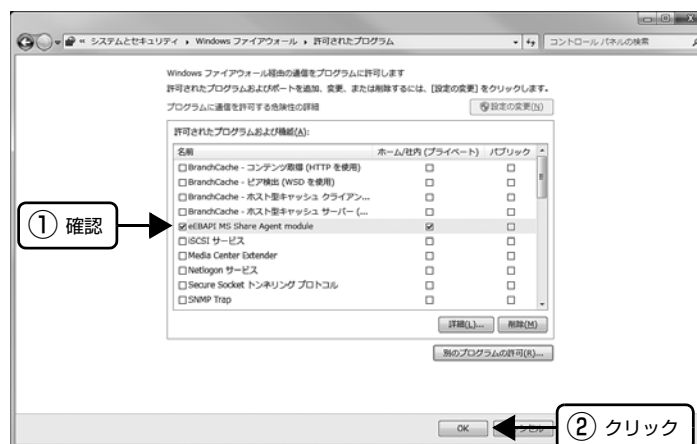 « システムとセキュリティ ▸ Windows ファイアウォール ▸ 許可されたプログラム
コントロール パネルの検索
Windows ファイアウォール経由の通信をプログラムに許可します
許可されたプログラムおよびポートを追加、変更、または削除するには、[設定の変更] をクリックします。
プログラムに通信を許可する危険性の詳細
設定の変更(N)
許可されたプログラムおよび機能(A):
名前 ホーム/社内 (プライベート) パブリック
BranchCache - コンテンツ取得 (HTTP を使用)
BranchCache - ピア検出 (WSD を使用)
BranchCache - ホスト型キャッシュ クライアン...
BranchCache - ホスト型キャッシュ サーバー (...
① 確認
eEBAPI MS Share Agent module
iSCSI サービス
Media Center Extender
Netlogon サービス
Secure Socket トンネリング プロトコル
SNMP Trap
詳細(L)... 削除(M)
別のプログラムの許可(R)...
OK
② クリック